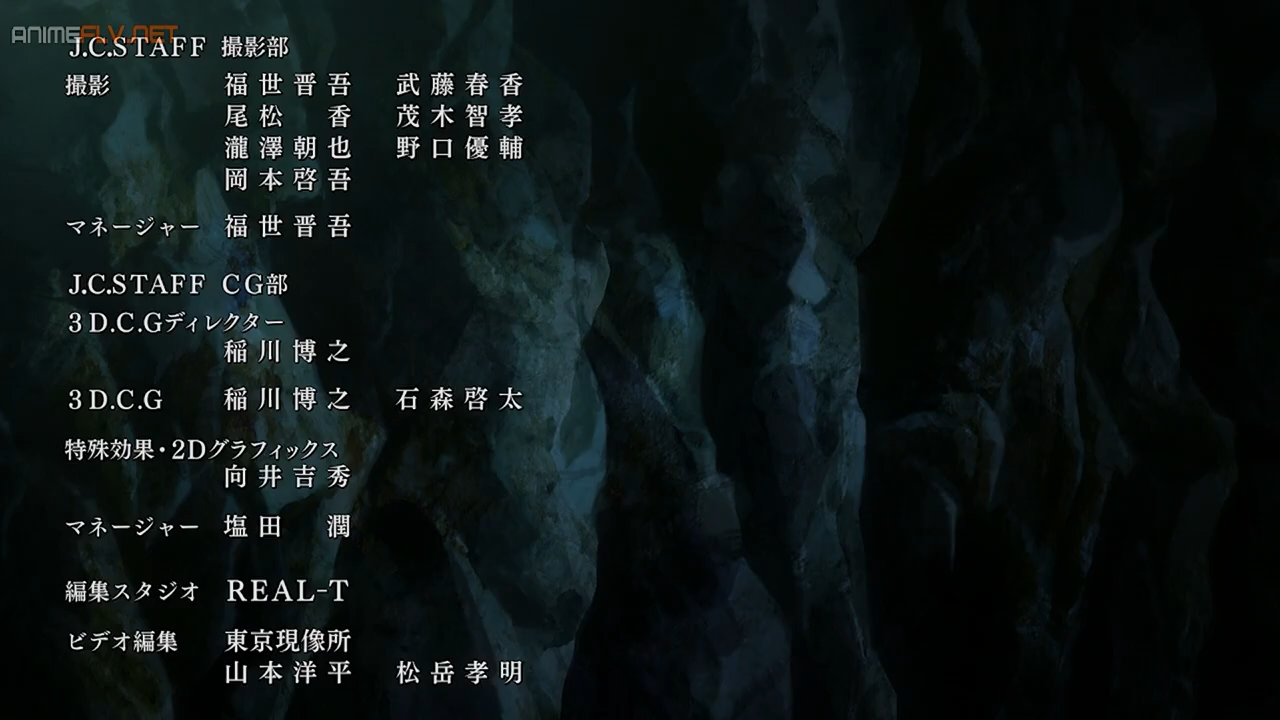 ANIMEFLV.NET
J.C.STAFF 撮影部
撮影 福世晋吾 武藤春香
尾松 香 茂木智孝
瀧澤朝也 野口優輔
岡本啓吾
マネージャー 福世晋吾
J.C.STAFF CG部
3D.C.Gディレクター
稲川博之
3D.C.G 稲川博之 石森啓太
特殊効果・2Dグラフィックス
向井吉秀
マネージャー 塩田 潤
編集スタジオ REAL-T
ビデオ編集 東京現像所
山本洋平 松岳孝明